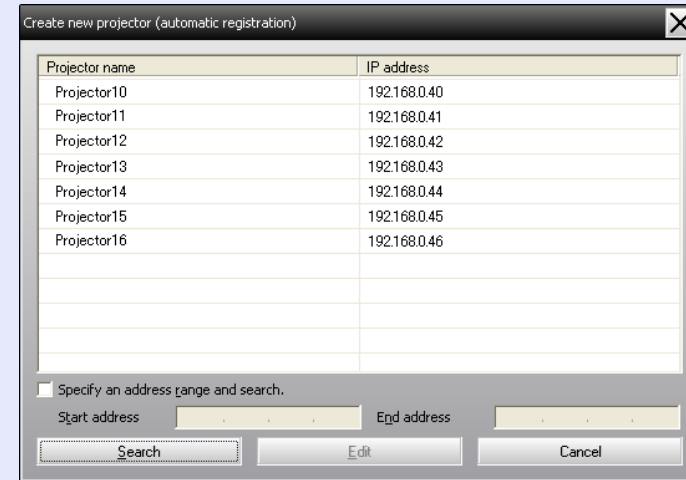 Create new projector (automatic registration)
Projector name IP address
Projector10 192.168.0.40
Projector11 192.168.0.41
Projector12 192.168.0.42
Projector13 192.168.0.43
Projector14 192.168.0.44
Projector15 192.168.0.45
Projector16 192.168.0.46
Specify an address range and search.
Start address . . . End address . . .
Search Edit Cancel